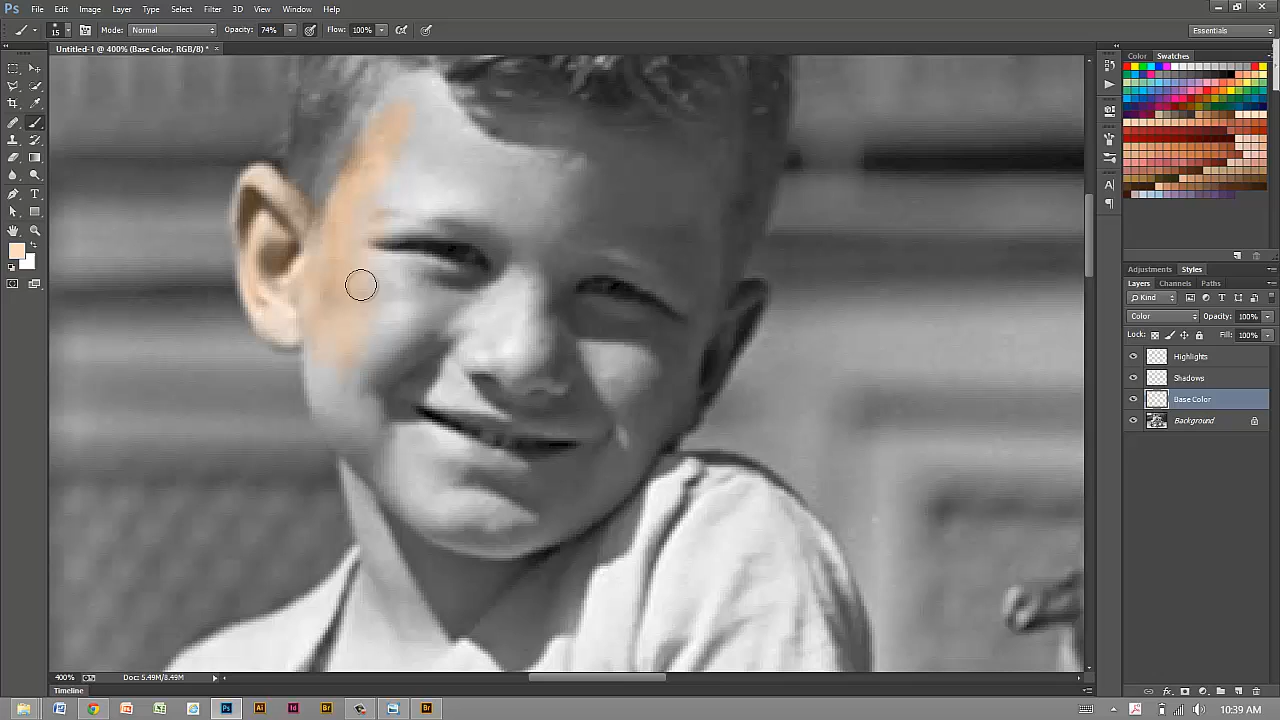 Ps File Edit Image Layer Type Select Filter 3D View Window Help
15 Mode: Normal Opacity: 74% Flow: 100% Essentials
Untitled-1 @ 400% (Base Color, RGB/8) * ×
Color Swatches
Adjustments Styles
Layers Channels Paths
Kind
Color Opacity: 100%
Lock: Fill: 100%
Highlights
Shadows
Base Color
Background
400% Doc: 5.49M/8.49M
Timeline
10:39 AM